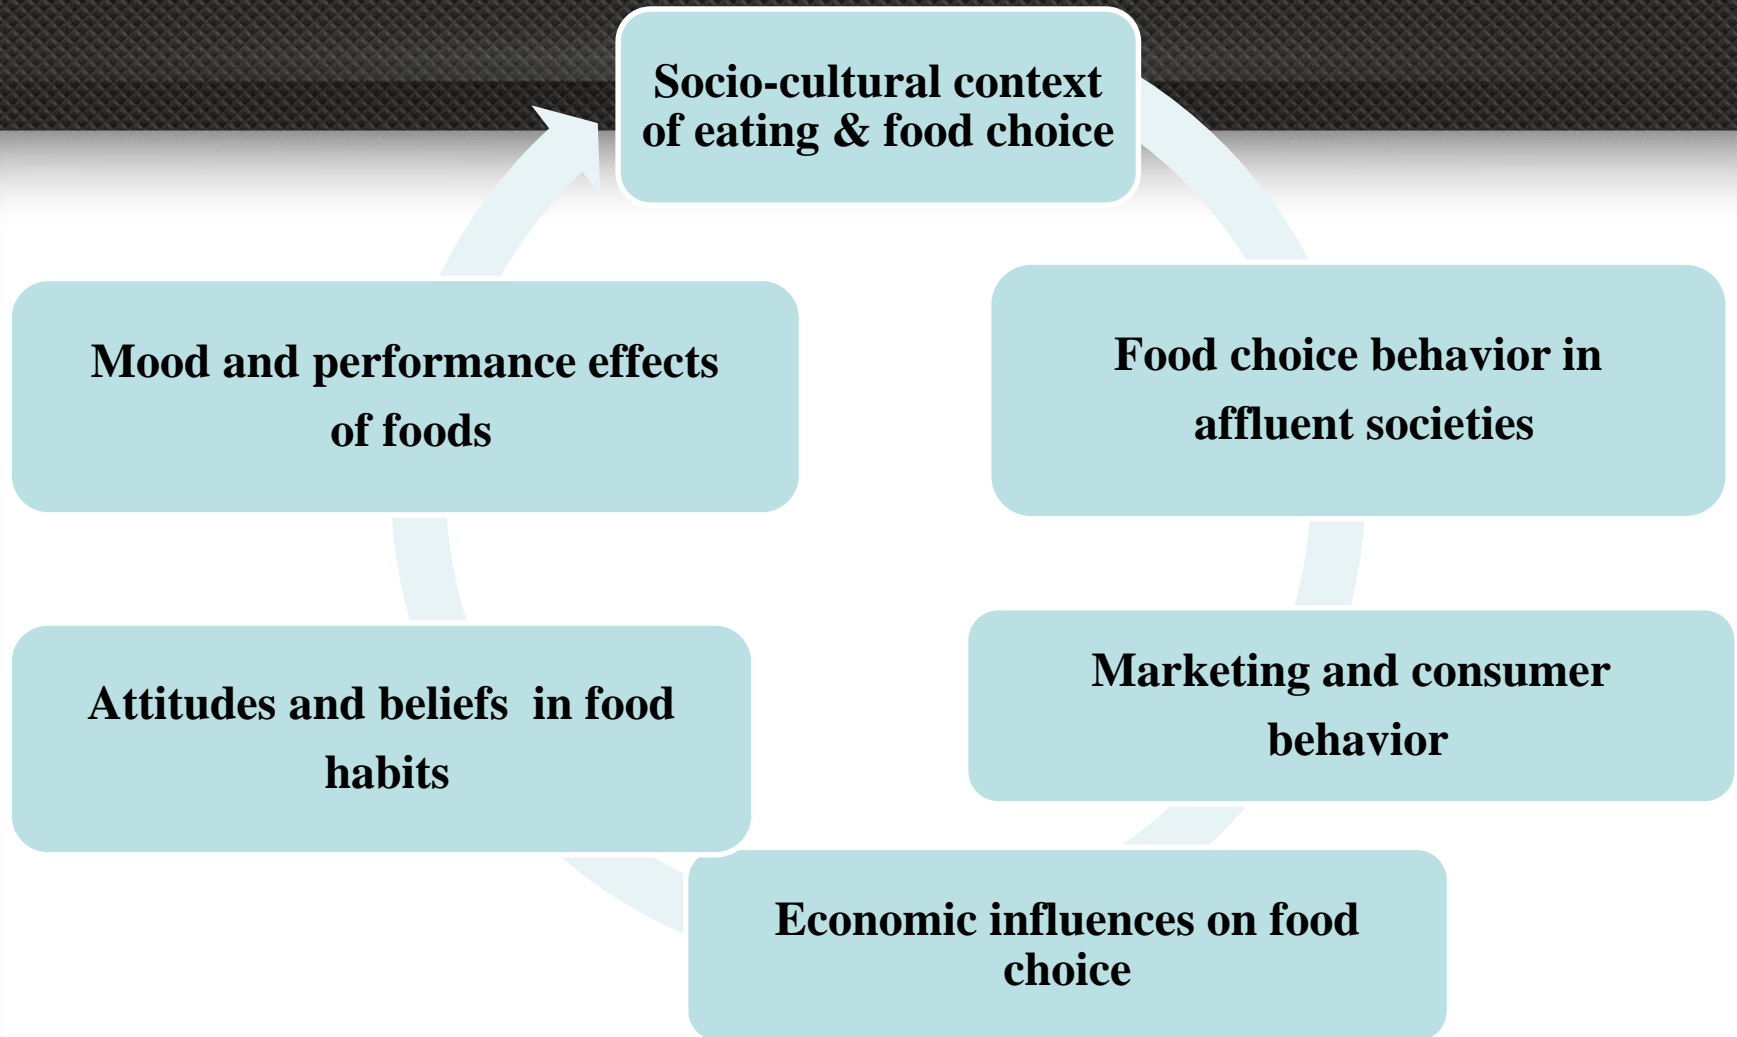 Socio-cultural context
of eating & food choice
Food choice behavior in
affluent societies
Marketing and consumer
behavior
Economic influences on food
choice
Attitudes and beliefs  in food
habits
Mood and performance effects
of foods